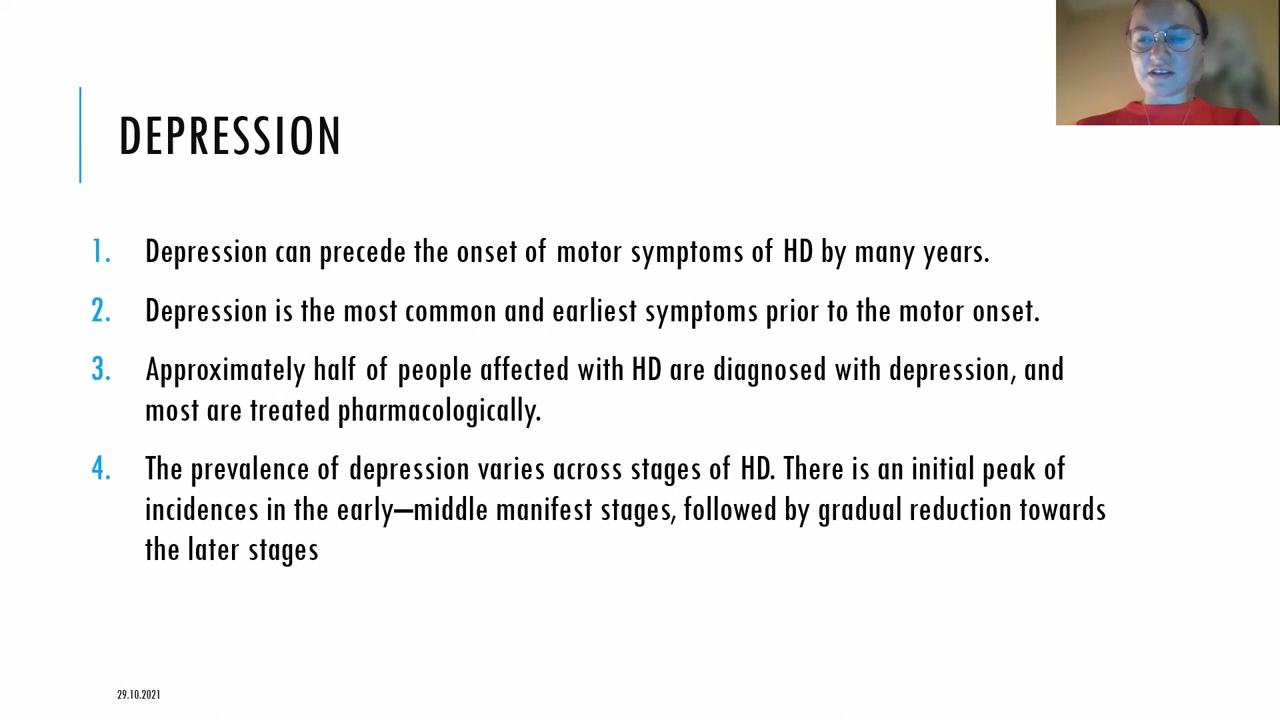 DEPRESSION
1. Depression can precede the onset of motor symptoms of HD by many years.
2. Depression is the most common and earliest symptoms prior to the motor onset.
3. Approximately half of people affected with HD are diagnosed with depression, and
most are treated pharmacologically.
4. The prevalence of depression varies across stages of HD. There is an initial peak of
incidences in the early–middle manifest stages, followed by gradual reduction towards
the later stages
29.10.2021